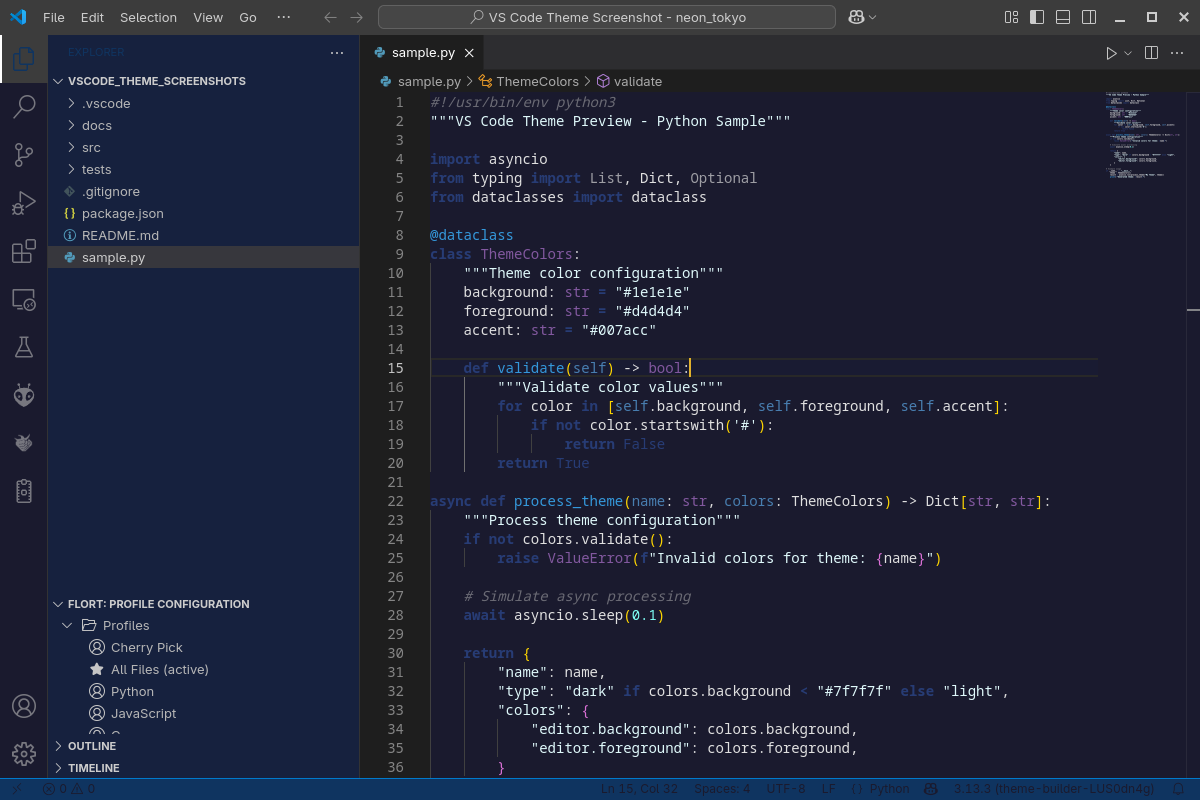 File Edit Selection View Go ···
VS Code Theme Screenshot - neon_tokyo
EXPLORER
VSCODE_THEME_SCREENSHOTS
.vscode
docs
src
tests
.gitignore
package.json
README.md
sample.py
FLORT: PROFILE CONFIGURATION
Profiles
Cherry Pick
All Files (active)
Python
JavaScript
OUTLINE
TIMELINE
sample.py
sample.py > ThemeColors > validate
1 #!/usr/bin/env python3
2 """VS Code Theme Preview - Python Sample"""
3
4 import asyncio
5 from typing import List, Dict, Optional
6 from dataclasses import dataclass
7
8 @dataclass
9 class ThemeColors:
10 """Theme color configuration"""
11 background: str = "#1e1e1e"
12 foreground: str = "#d4d4d4"
13 accent: str = "#007acc"
14
15 def validate(self) -> bool:
16 """Validate color values"""
17 for color in [self.background, self.foreground, self.accent]:
18 if not color.startswith('#'):
19 return False
20 return True
21
22 async def process_theme(name: str, colors: ThemeColors) -> Dict[str, str]:
23 """Process theme configuration"""
24 if not colors.validate():
25 raise ValueError(f"Invalid colors for theme: {name}")
26
27 # Simulate async processing
28 await asyncio.sleep(0.1)
29
30 return {
31 "name": name,
32 "type": "dark" if colors.background < "#7f7f7f" else "light",
33 "colors": {
34 "editor.background": colors.background,
35 "editor.foreground": colors.foreground,
36 }
0 0 Ln 15, Col 32 Spaces: 4 UTF-8 LF {} Python 3.13.3 (theme-builder-LUS0dn4g)